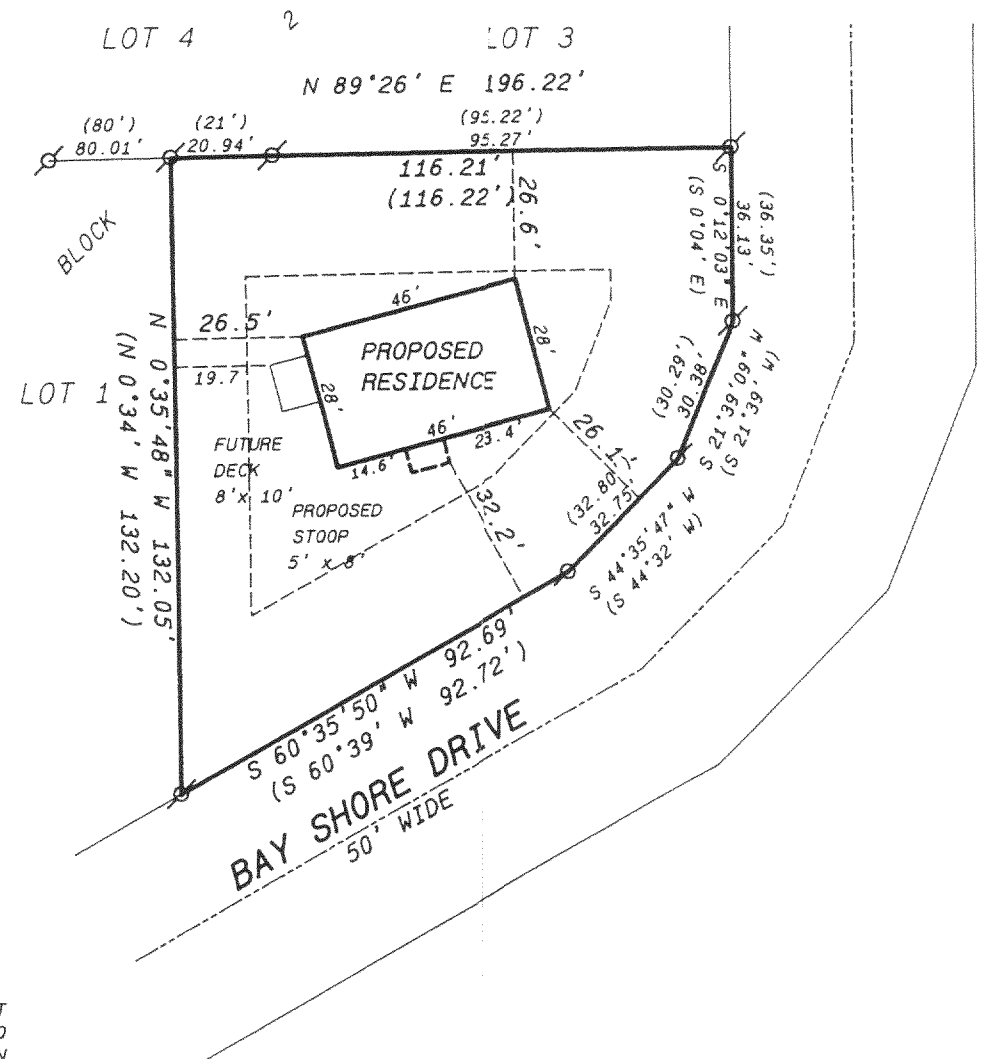 LOT 4
2
LOT 3
N 89°26' E 196.22'
(80')
80.01'
(21')
20.94'
(95.22')
95.27'
116.21'
(116.22')
26.6'
S 0°12'03" E
36.13'
(S 0°04' E)
(36.35')
BLOCK
LOT 1
N 0°35'48" W 132.05'
(N 0°34' W 132.20')
26.5'
19.7
46'
PROPOSED
RESIDENCE
28'
28'
46'
14.6'
23.4'
26.1'
32.2'
FUTURE
DECK
8'x 10'
PROPOSED
STOOP
5' x 8'
(30.29')
30.38'
S 21°39'09" W
(S 21°39' W)
(32.80')
32.75'
S 44°35'47" W
(S 44°32' W)
S 60°35'50" W 92.69'
(S 60°39' W 92.72')
BAY SHORE DRIVE
50' WIDE
T
O
N